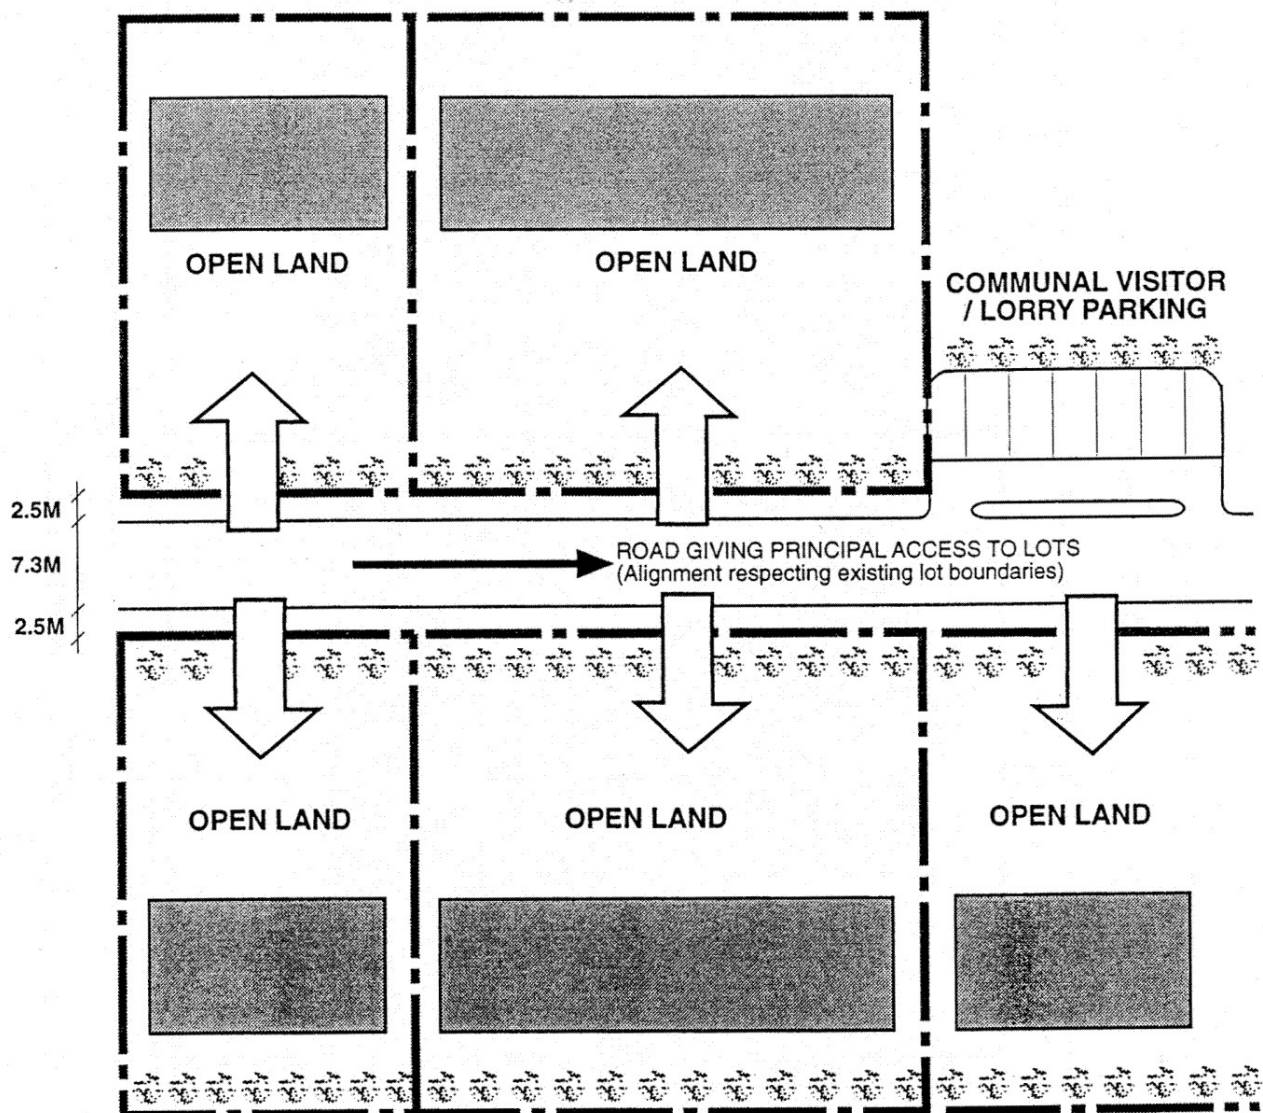 OPEN LAND
OPEN LAND
COMMUNAL VISITOR
/ LORRY PARKING
2.5M
7.3M
2.5M
ROAD GIVING PRINCIPAL ACCESS TO LOTS
(Alignment respecting existing lot boundaries)
OPEN LAND
OPEN LAND
OPEN LAND